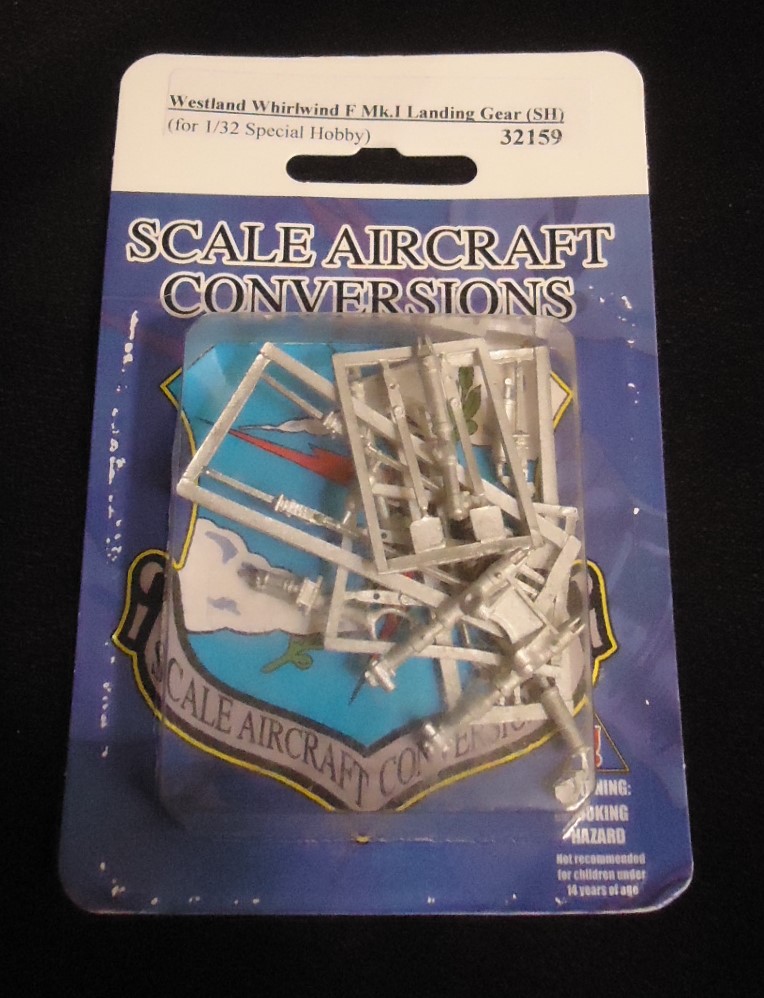 Westland Whirlwind F Mk.I Landing Gear (SH)
(for 1/32 Special Hobby) 32159
SCALE AIRCRAFT
CONVERSIONS
SCALE AIRCRAFT
HAZARD
Not recommended
for children under
14 years of age